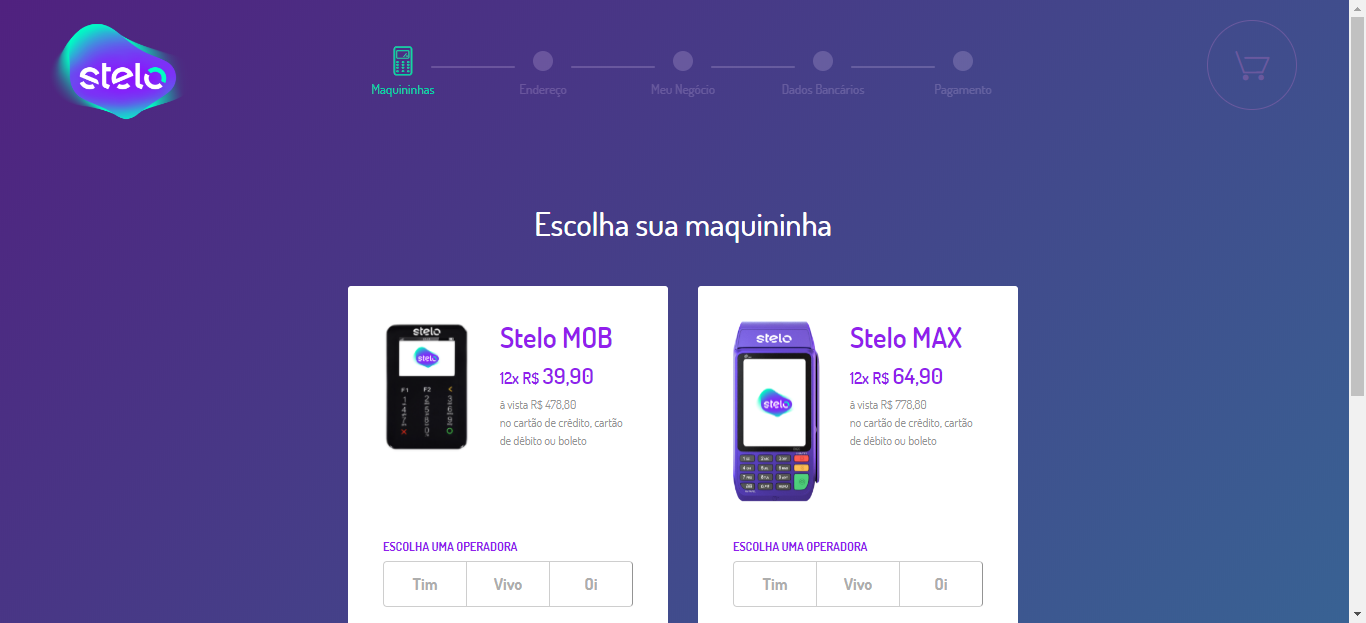 stelo
Maquininhas
Endereço
Meu Negócio
Dados Bancários
Pagamento
Escolha sua maquininha
stelo
stelo
F1 F2 <
Stelo MOB
12x R$ 39,90
à vista R$ 478,80
no cartão de crédito, cartão
de débito ou boleto
ESCOLHA UMA OPERADORA
Tim Vivo Oi
stelo
stelo
Stelo MAX
12x R$ 64,90
à vista R$ 778,80
no cartão de crédito, cartão
de débito ou boleto
ESCOLHA UMA OPERADORA
Tim Vivo Oi